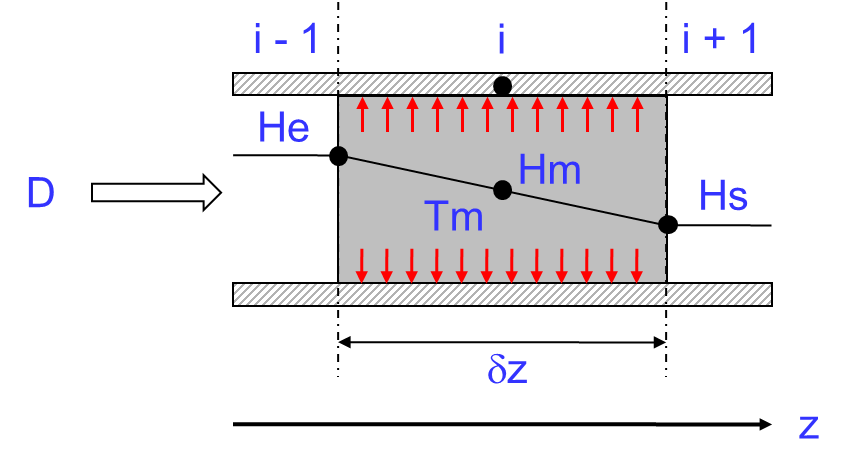 i - 1 i i + 1
He
D
Hm
Tm
Hs
δz
z